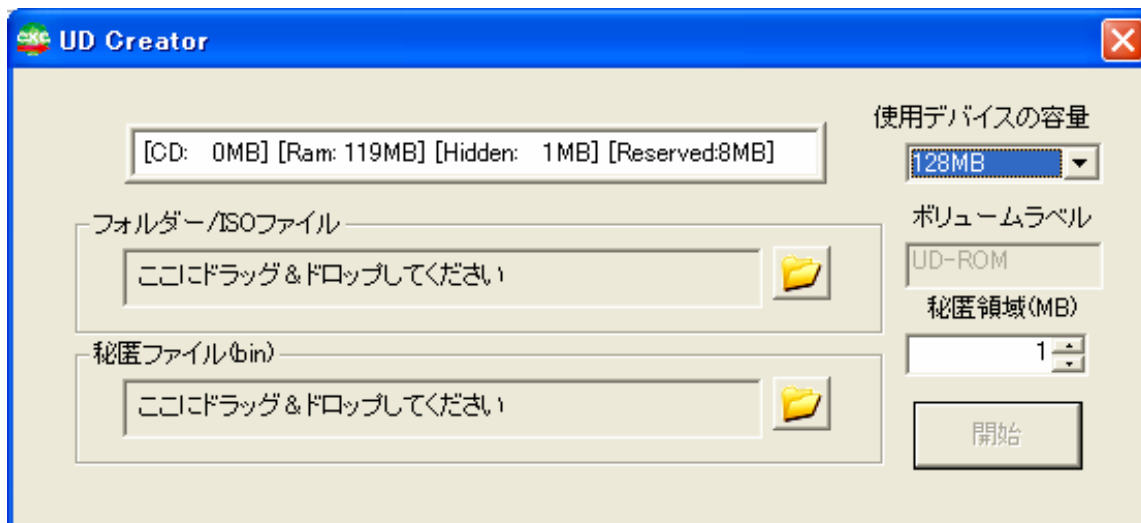 exc UD Creator
使用デバイスの容量
[CD: 0MB] [Ram: 119MB] [Hidden: 1MB] [Reserved:8MB]
128MB
フォルダー/ISOファイル
ボリュームラベル
ここにドラッグ&ドロップしてください
UD-ROM
秘匿領域(MB)
1
秘匿ファイル(bin)
ここにドラッグ&ドロップしてください
開始